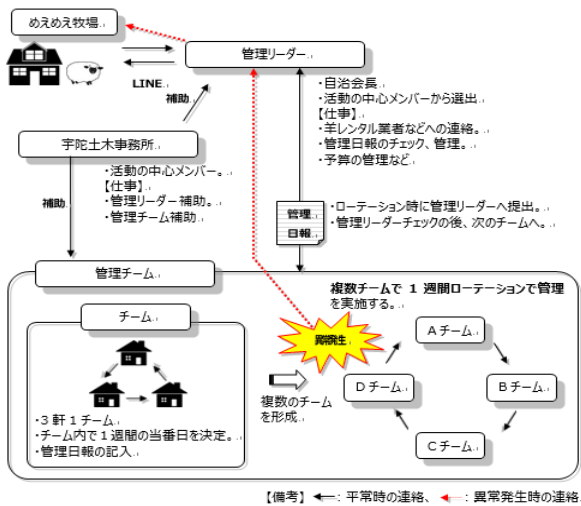 めえめえ牧場
管理リーダー
LINE
補助
・自治会長
・活動の中心メンバーから選出
【仕事】
・羊レンタル業者などへの連絡。
・管理日報のチェック、管理。
・予算の管理など
宇陀土木事務所
・活動の中心メンバー。
【仕事】
・管理リーダー補助。
・管理チーム補助
補助
管理
日報
・ローテーション時に管理リーダーへ提出。
・管理リーダーチェックの後、次のチームへ。
管理チーム
複数チームで 1 週間ローテーションで管理
を実施する。
チーム
・3 軒 1 チーム
・チーム内で 1 週間の当番日を決定。
・管理日報の記入
異常発生
複数のチーム
を形成
A チーム
B チーム
C チーム
D チーム
【備考】 ←: 平常時の連絡、 ←: 異常発生時の連絡